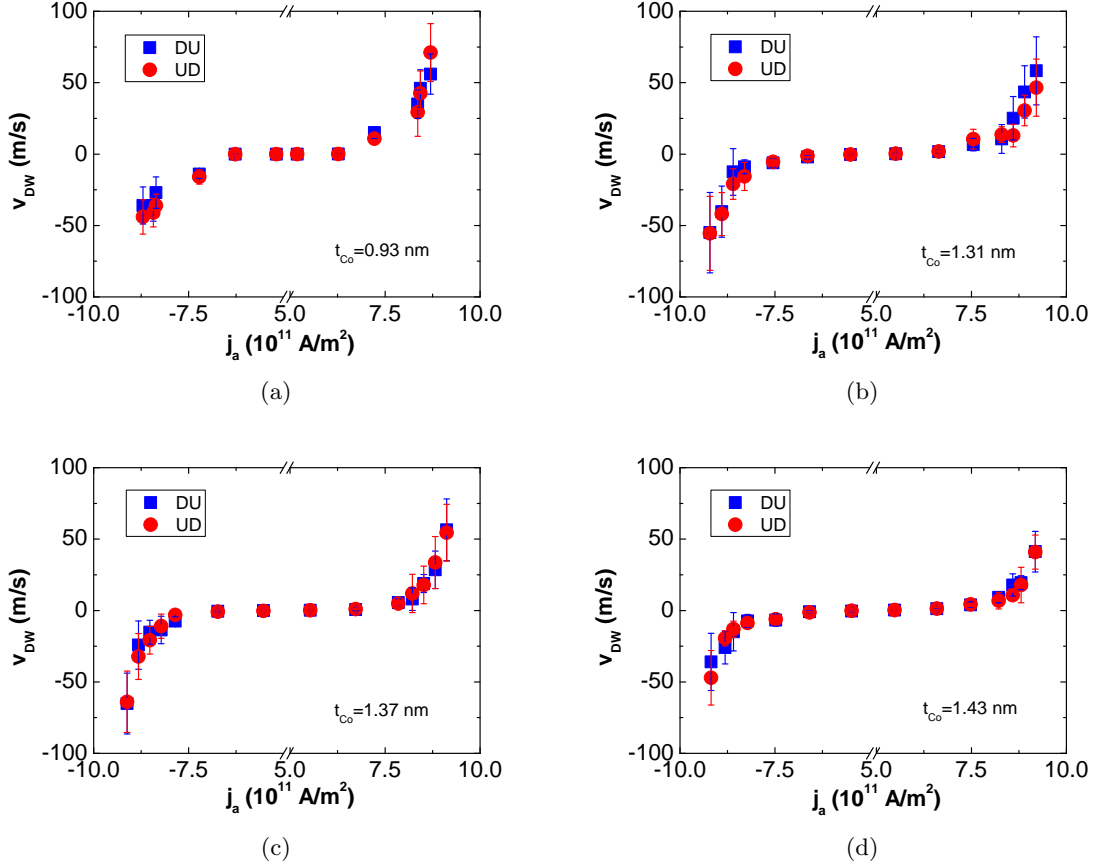 100
50
0
-50
-100
v_DW (m/s)
DU
UD
t_Co=0.93 nm
-10.0 -7.5 5.0 7.5 10.0
j_a (10^11 A/m^2)
(a)
100
50
0
-50
-100
v_DW (m/s)
DU
UD
t_Co=1.31 nm
-10.0 -7.5 5.0 7.5 10.0
j_a (10^11 A/m^2)
(b)
100
50
0
-50
-100
v_DW (m/s)
DU
UD
t_Co=1.37 nm
-10.0 -7.5 5.0 7.5 10.0
j_a (10^11 A/m^2)
(c)
100
50
0
-50
-100
v_DW (m/s)
DU
UD
t_Co=1.43 nm
-10.0 -7.5 5.0 7.5 10.0
j_a (10^11 A/m^2)
(d)